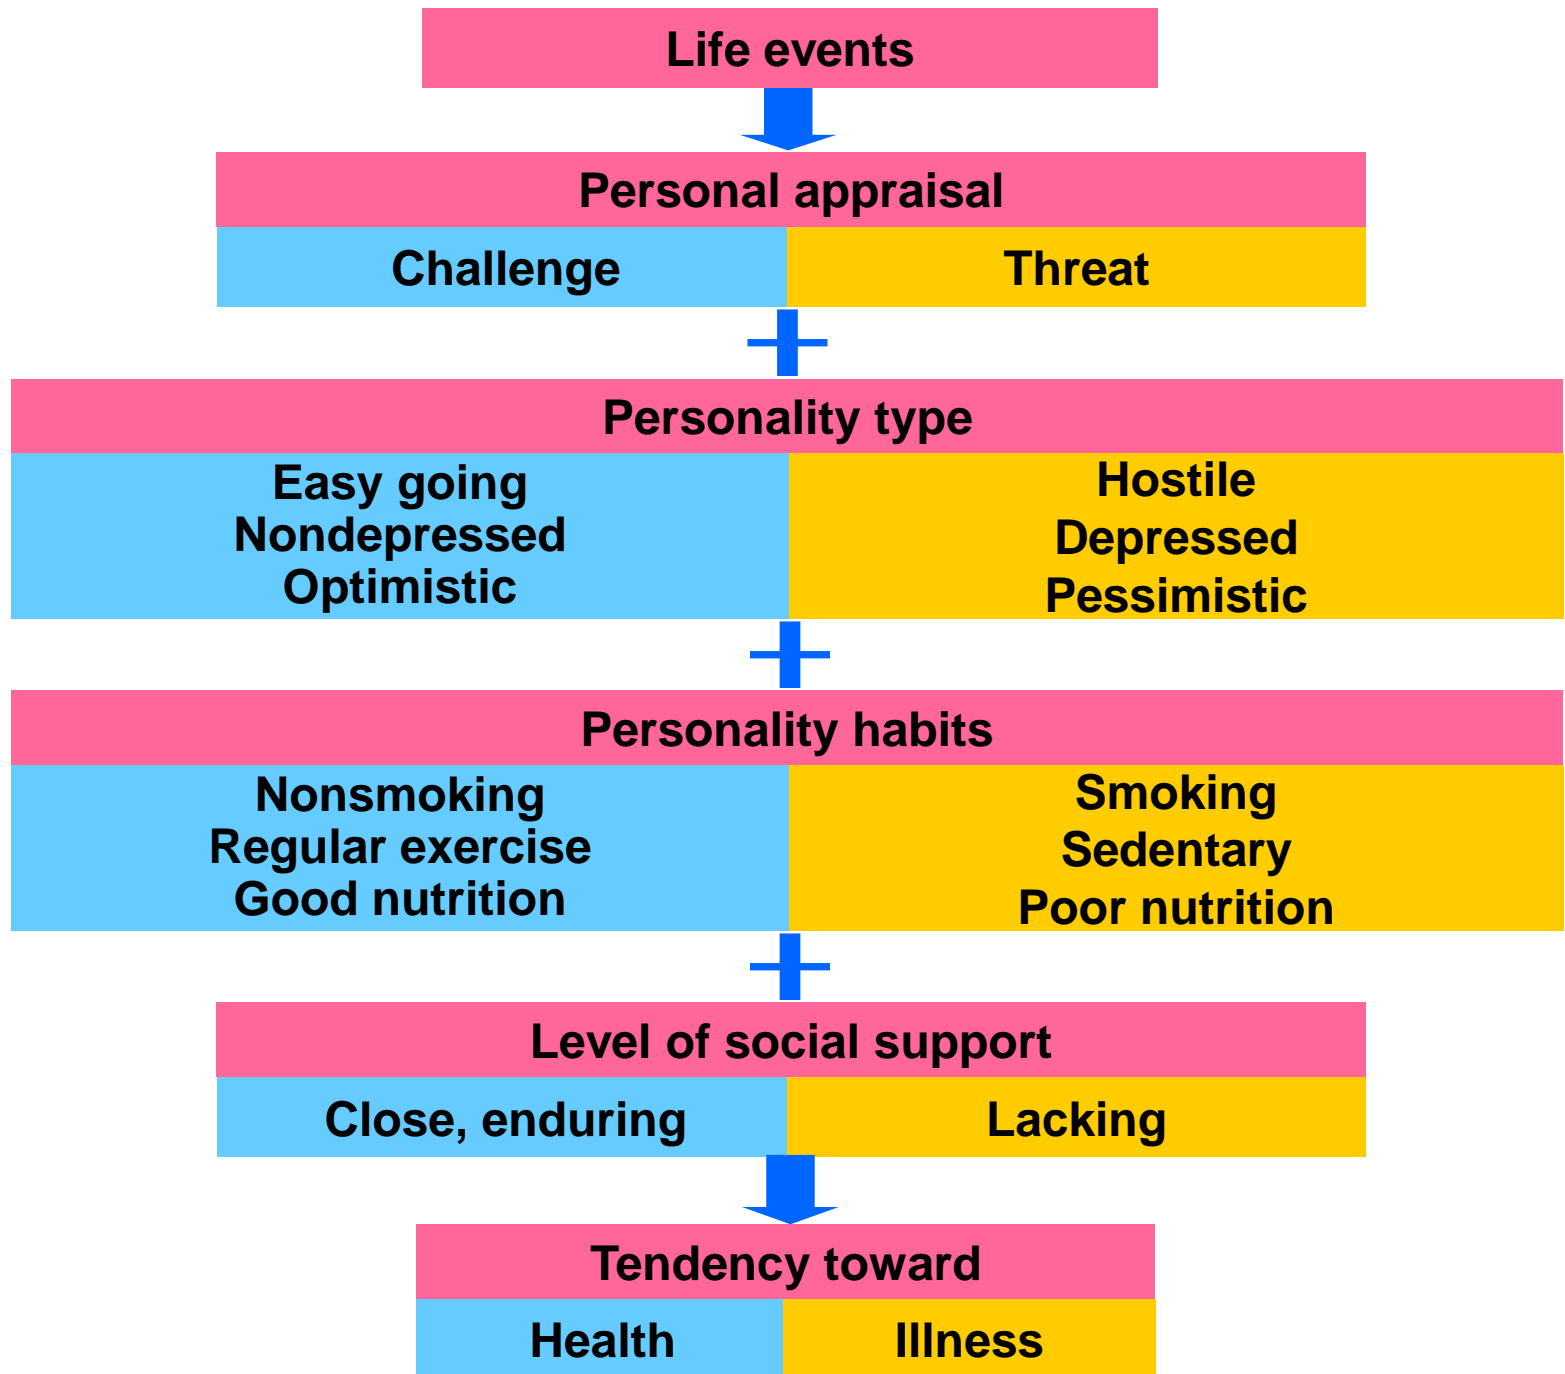 Life events
Personal appraisal
Challenge
Threat
Personality type
Easy going
Nondepressed
Optimistic
Hostile
Depressed
Pessimistic
Personality habits
Nonsmoking
Regular exercise
Good nutrition
Smoking
Sedentary
Poor nutrition
Level of social support
Close, enduring
Lacking
Tendency toward
Health
Illness